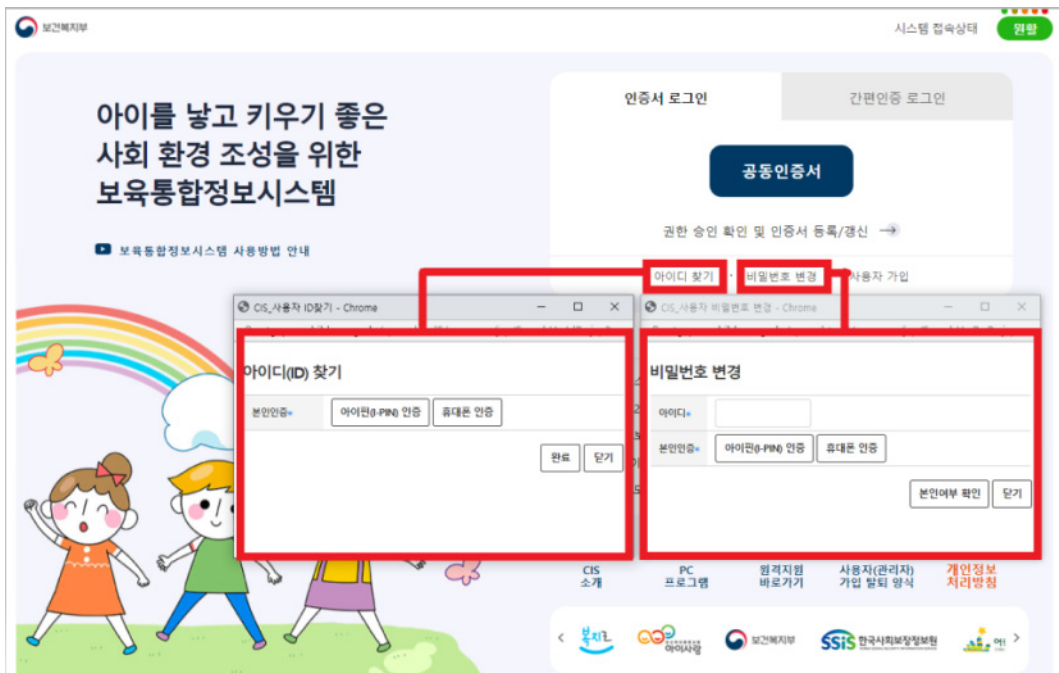 보건복지부
시스템 접속상태
원활
아이를 낳고 키우기 좋은
사회 환경 조성을 위한
보육통합정보시스템
보육통합정보시스템 사용방법 안내
인증서 로그인
간편인증 로그인
공동인증서
권한 승인 확인 및 인증서 등록/갱신 →
아이디 찾기 · 비밀번호 변경
사용자 가입
CIS_사용자 ID찾기 - Chrome
아이디(ID) 찾기
본인인증*
아이핀(I-PIN) 인증
휴대폰 인증
완료
닫기
CIS_사용자 비밀번호 변경 - Chrome
비밀번호 변경
아이디*
본인인증*
아이핀(I-PIN) 인증
휴대폰 인증
본인여부 확인
닫기
CIS
소개
PC
프로그램
원격지원
바로가기
사용자(관리자)
가입 탈퇴 양식
개인정보
처리방침
복지로
아이사랑
보건복지부
SSiS 한국사회보장정보원